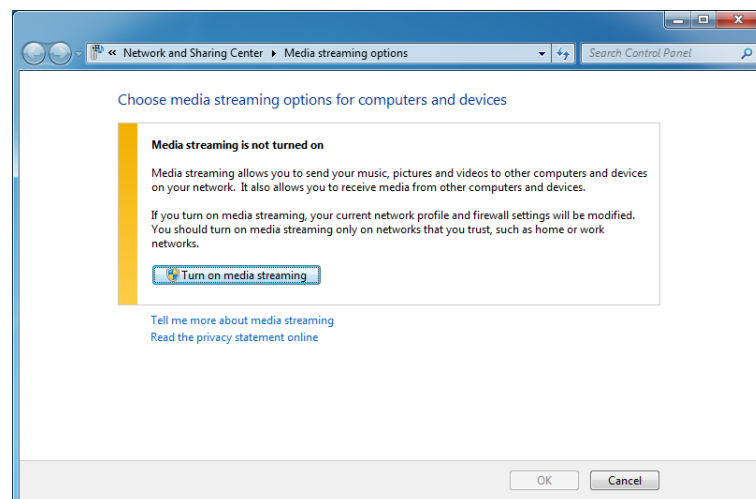 « Network and Sharing Center ▸ Media streaming options
Search Control Panel
Choose media streaming options for computers and devices
Media streaming is not turned on
Media streaming allows you to send your music, pictures and videos to other computers and devices
on your network. It also allows you to receive media from other computers and devices.
If you turn on media streaming, your current network profile and firewall settings will be modified.
You should turn on media streaming only on networks that you trust, such as home or work
networks.
Turn on media streaming
Tell me more about media streaming
Read the privacy statement online
OK
Cancel